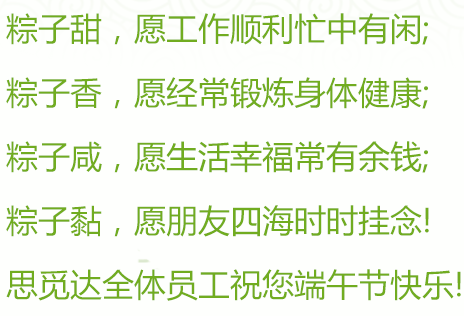 粽子甜，愿工作顺利忙中有闲;
粽子香，愿经常锻炼身体健康;
粽子咸，愿生活幸福常有余钱;
粽子黏，愿朋友四海时时挂念!
思觅达全体员工祝您端午节快乐!